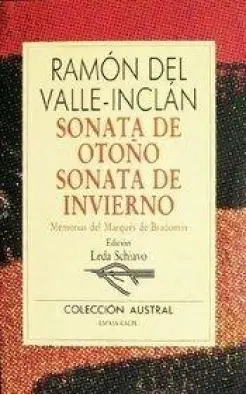 RAMÓN DEL
VALLE-INCLÁN
SONATA DE
OTOÑO
SONATA DE
INVIERNO
Memorias del Marqués de Bradomín
Edición
Leda Schiavo
COLECCIÓN AUSTRAL
ESPASA CALPE